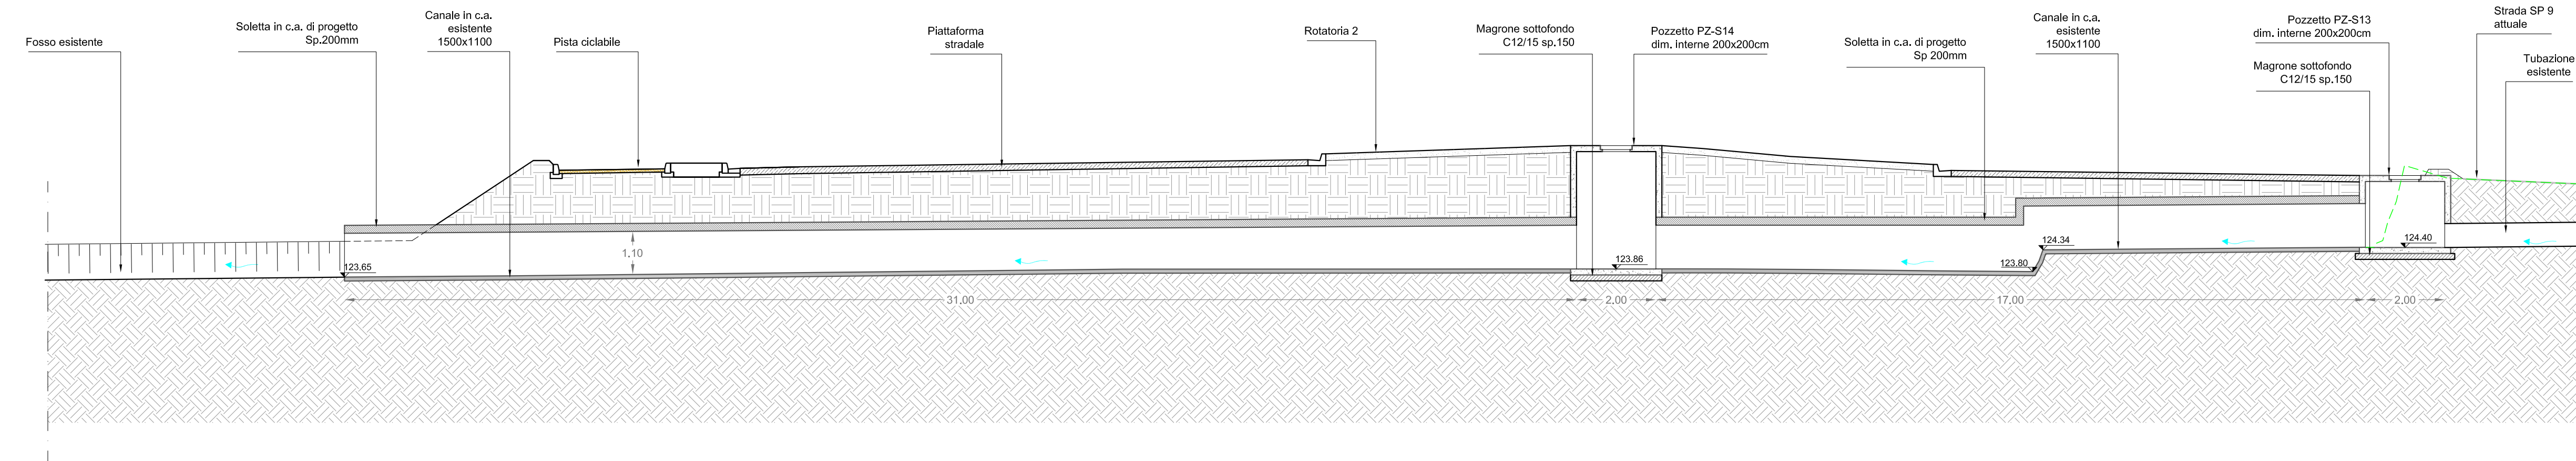 Fosso esistente
Soletta in c.a. di progetto
Sp.200mm
Canale in c.a.
esistente
1500x1100
Pista ciclabile
Piattaforma
stradale
Rotatoria 2
Magrone sottofondo
C12/15 sp.150
Pozzetto PZ-S14
dim. interne 200x200cm
Soletta in c.a. di progetto
Sp 200mm
Canale in c.a.
esistente
1500x1100
Pozzetto PZ-S13
dim. interne 200x200cm
Magrone sottofondo
C12/15 sp.150
Strada SP 9
attuale
Tubazione
esistente
1,10
123.65
123.86
123.80
124.34
124.40
31,00
2,00
17,00
2,00